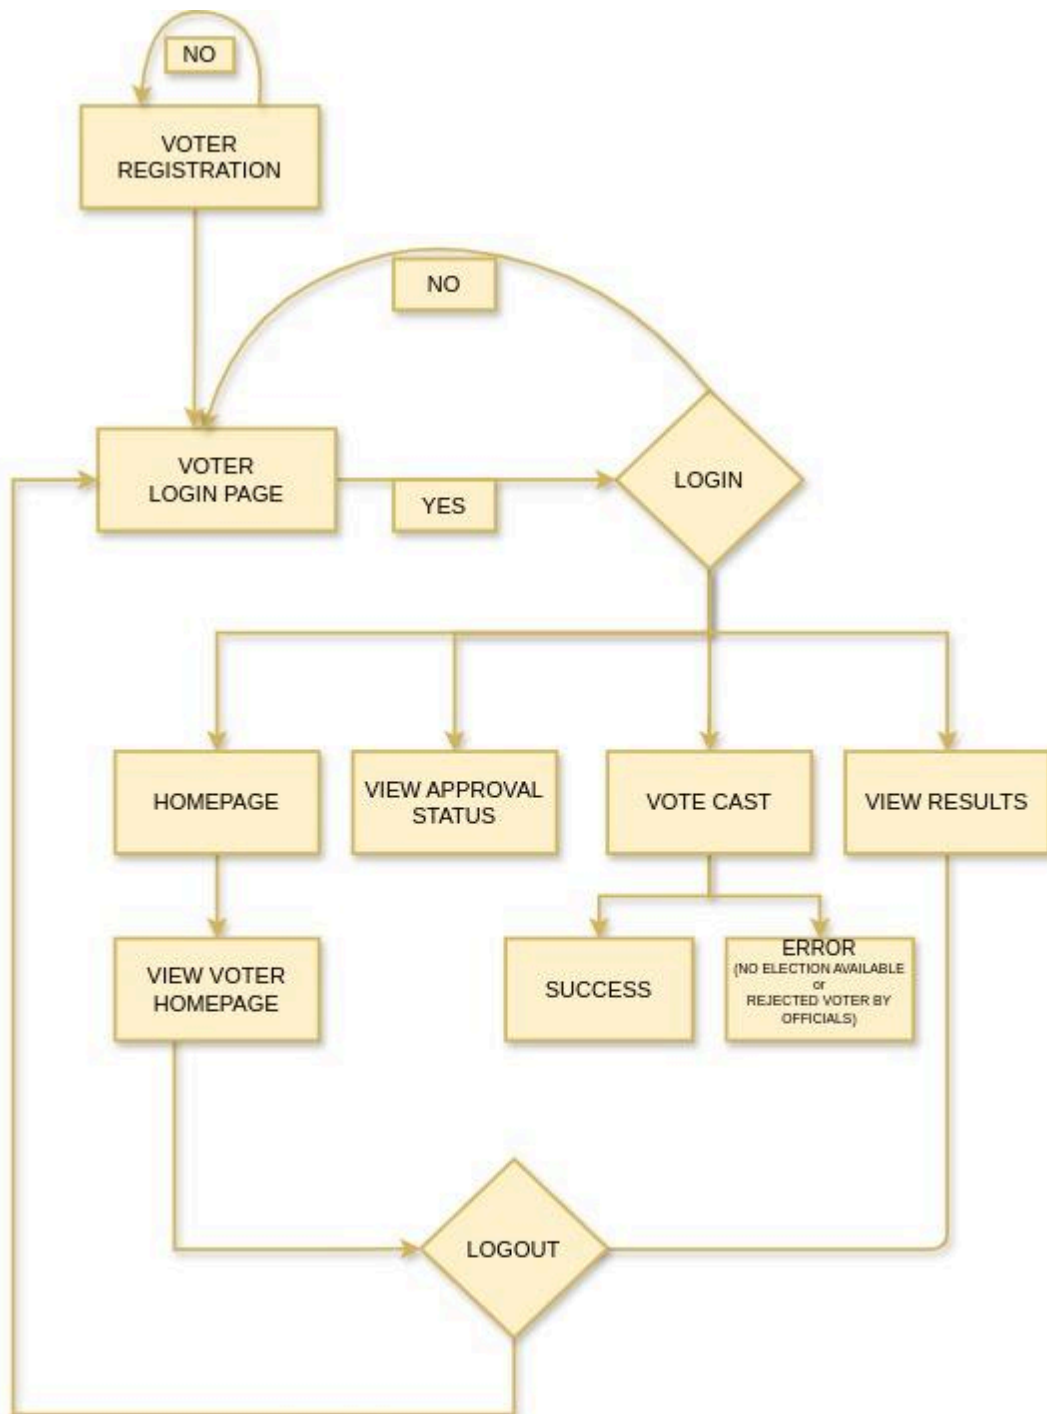 NO
VOTER
REGISTRATION
NO
VOTER
LOGIN PAGE
YES
LOGIN
HOMEPAGE
VIEW APPROVAL
STATUS
VOTE CAST
VIEW RESULTS
VIEW VOTER
HOMEPAGE
SUCCESS
ERROR
(NO ELECTION AVAILABLE
or
REJECTED VOTER BY
OFFICIALS)
LOGOUT